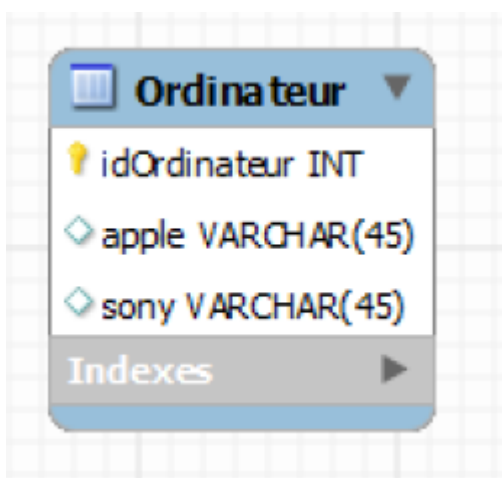 Ordinateur
idOrdinateur INT
apple VARCHAR(45)
sony VARCHAR(45)
Indexes